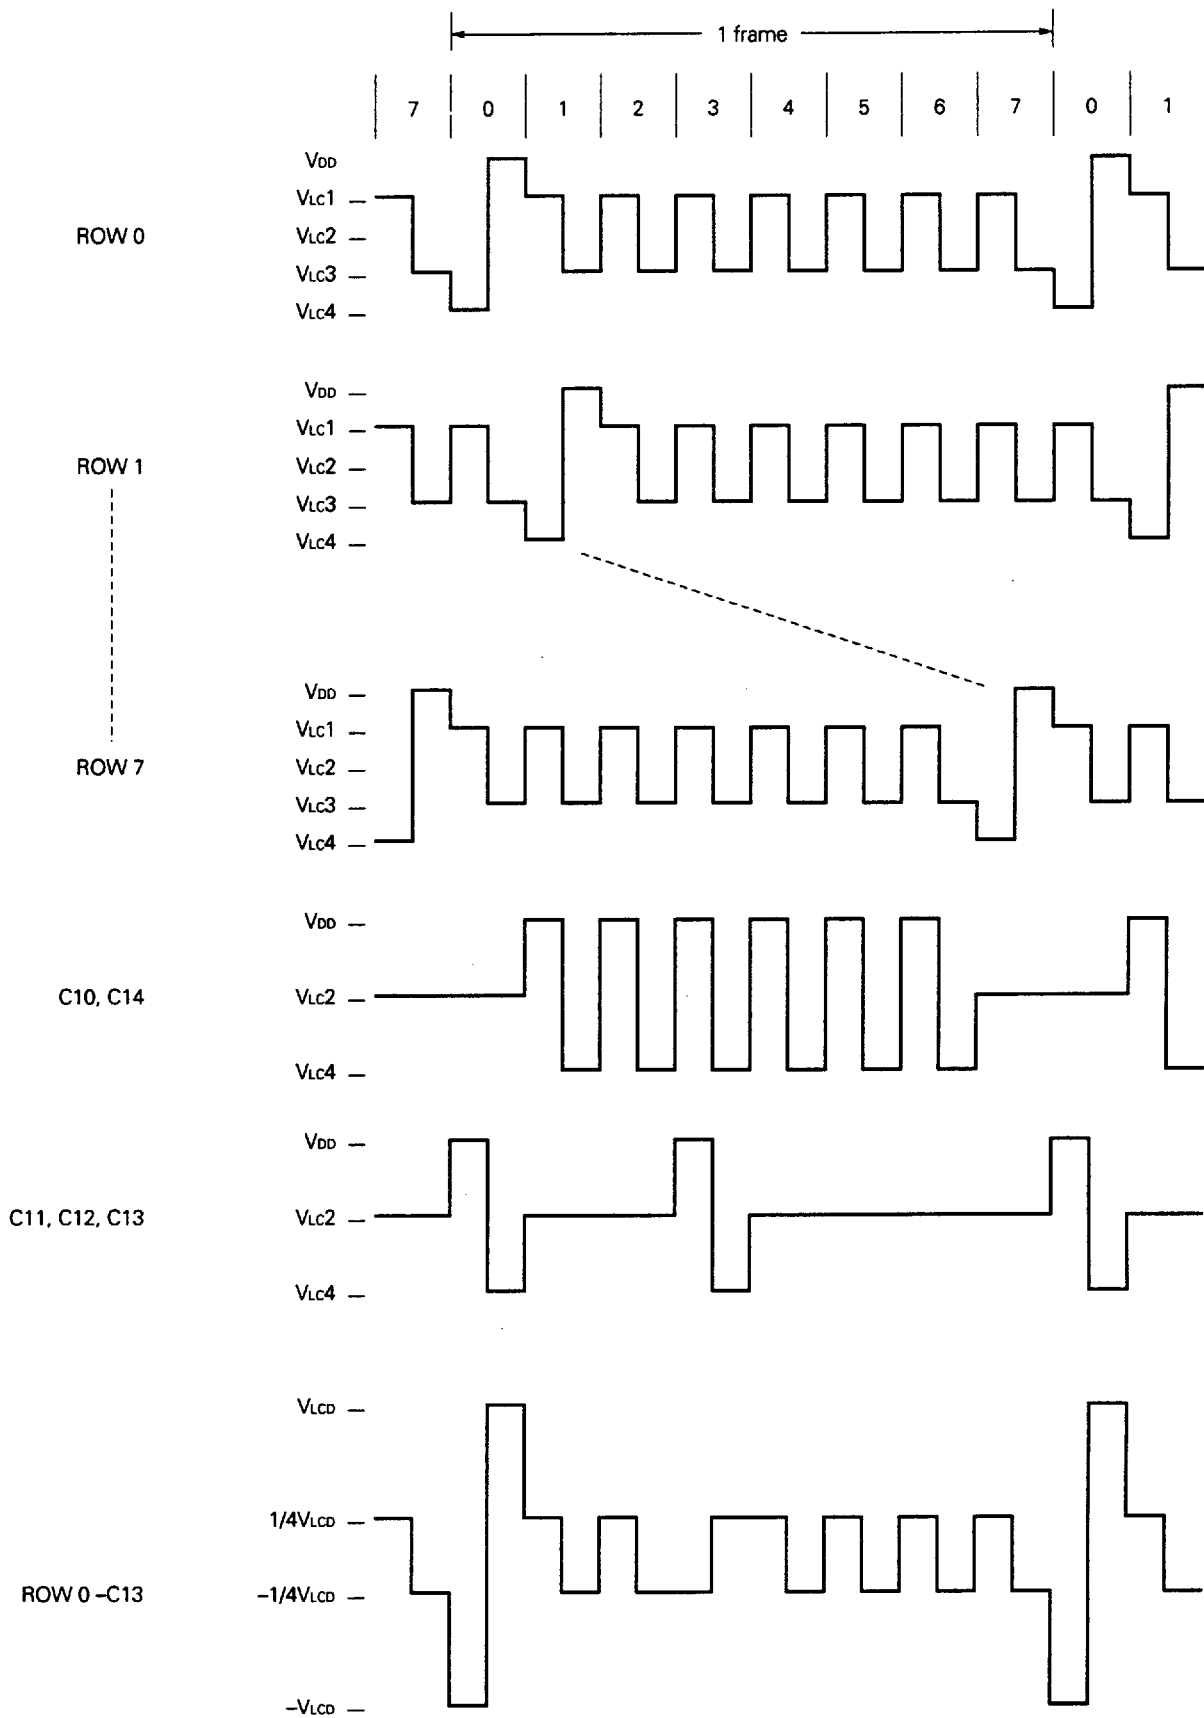 1 frame
7 0 1 2 3 4 5 6 7 0 1
VDD
VLC1
ROW 0 VLC2
VLC3
VLC4
VDD
VLC1
ROW 1 VLC2
VLC3
VLC4
VDD
VLC1
ROW 7 VLC2
VLC3
VLC4
VDD
C10, C14 VLC2
VLC4
VDD
C11, C12, C13 VLC2
VLC4
VLCD
1/4VLCD
ROW 0 –C13 –1/4VLCD
–VLCD